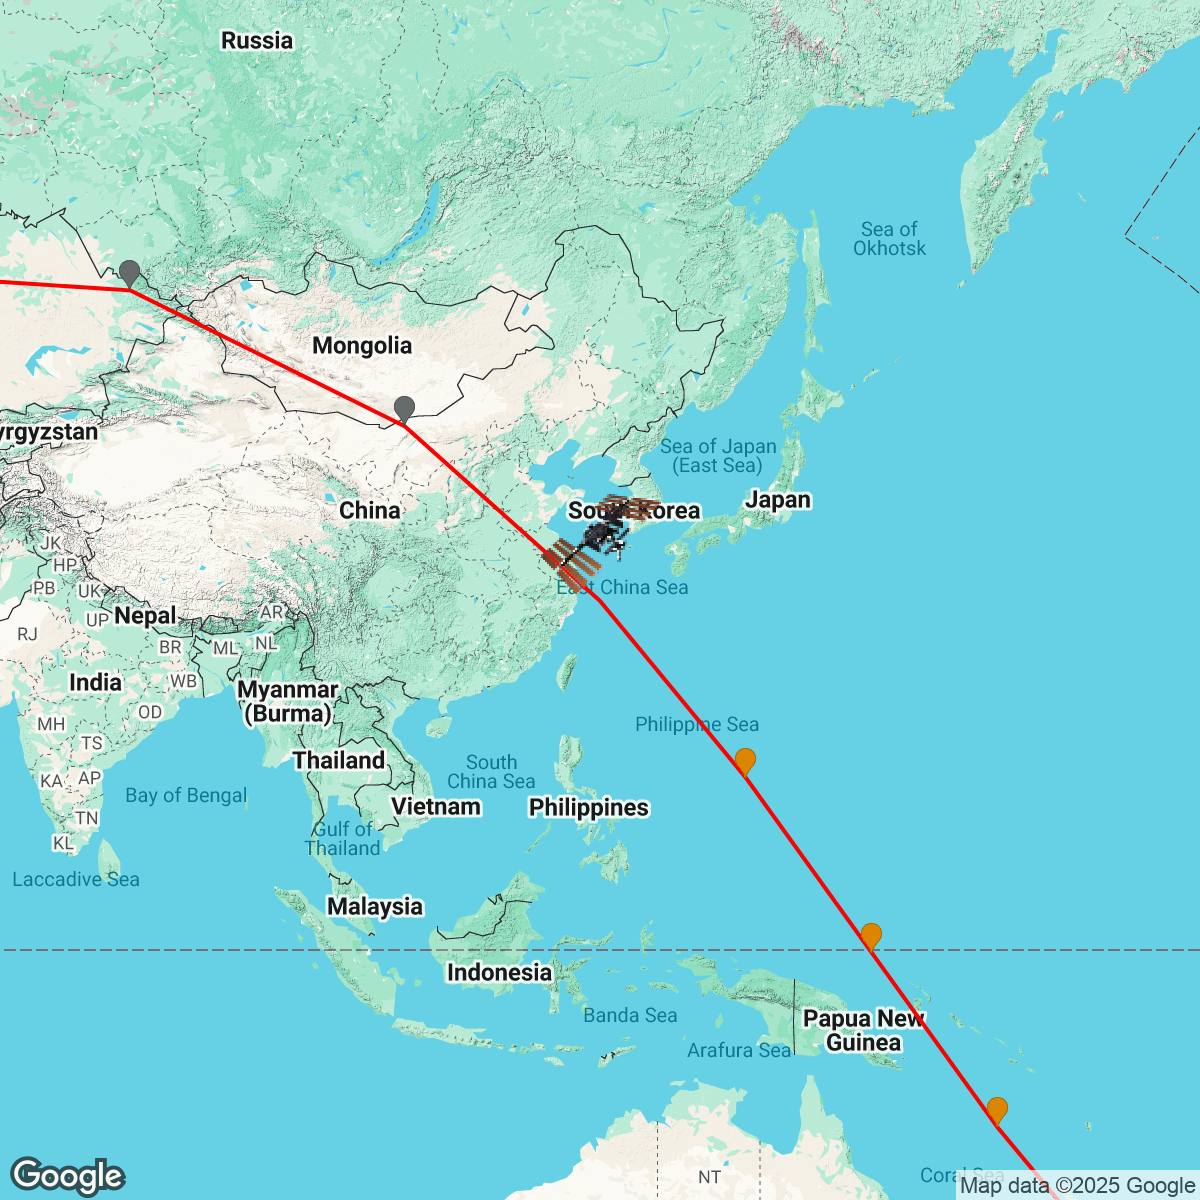 Russia
Sea of
Okhotsk
Mongolia
yrgyzstan
Sea of Japan
(East Sea)
Japan
China
South Korea
JK
HP
PB
UK
East China Sea
UP
Nepal
AR
RJ
BR
ML
NL
India
WB
Myanmar
(Burma)
MH
OD
Philippine Sea
TS
Thailand
South
China Sea
KA
AP
Bay of Bengal
Vietnam
Philippines
TN
Gulf of
Thailand
KL
Laccadive Sea
Malaysia
Indonesia
Banda Sea
Papua New
Guinea
Arafura Sea
Coral Sea
NT
Google
Map data ©2025 Google